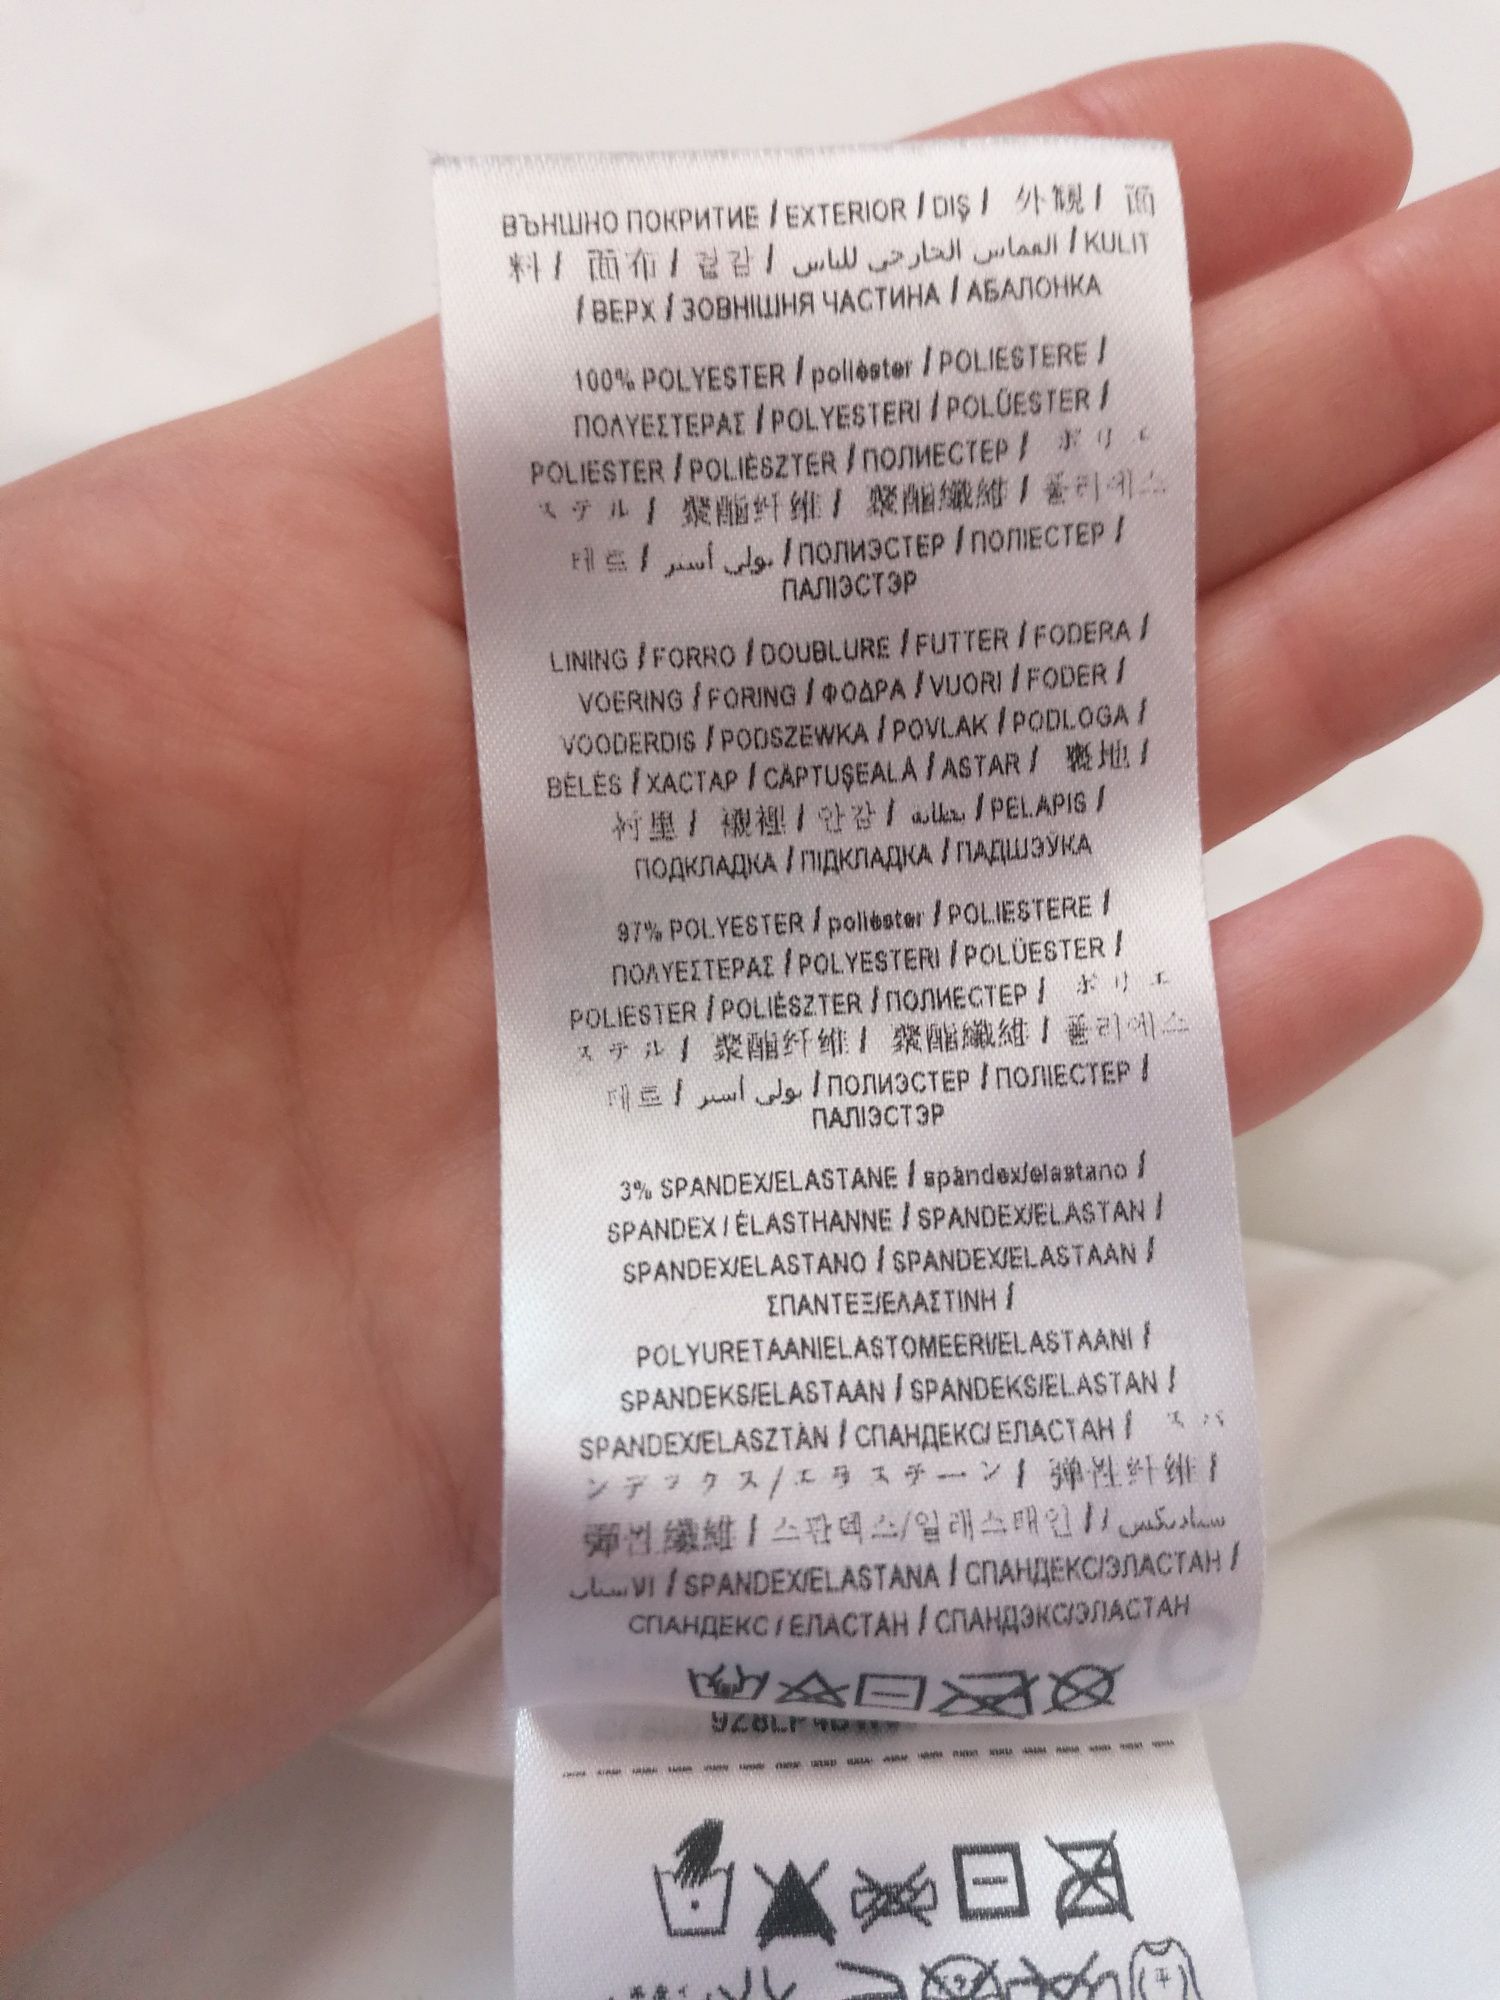 ВЪНШНО ПОКРИТИЕ / EXTERIOR / DIŞ / 外観 / 面
料 / 面布 / 겉감 / القماس الخارجي للباس / KULIT
/ ВЕРХ / ЗОВНІШНЯ ЧАСТИНА / АБАЛОНКА
100% POLYESTER / poliéster / POLIESTERE /
ΠΟΛΥΕΣΤΕΡΑΣ / POLYESTERI / POLÜESTER /
POLIESTER / POLIÉSZTER / ПОЛИЕСТЕР / ポリエ
ステル / 聚酯纤维 / 聚酯纖維 / 폴리에스
테르 / بولي أستر / ПОЛИЭСТЕР / ПОЛІЕСТЕР /
ПАЛІЭСТЭР
LINING / FORRO / DOUBLURE / FUTTER / FODERA /
VOERING / FORING / ΦΟΔΡΑ / VUORI / FODER /
VOODERDIS / PODSZEWKA / POVLAK / PODLOGA /
BÉLÉS / ХАСТАР / CĂPTUŞEALĂ / ASTAR / 裏地 /
衬里 / 襯裡 / 안감 / بطانة / PELAPIS /
ПОДКЛАДКА / ПІДКЛАДКА / ПАДШЭЎКА
97% POLYESTER / poliéster / POLIESTERE /
ΠΟΛΥΕΣΤΕΡΑΣ / POLYESTERI / POLÜESTER /
POLIESTER / POLIÉSZTER / ПОЛИЕСТЕР / ポリエ
ステル / 聚酯纤维 / 聚酯纖維 / 폴리에스
테르 / بولي أستر / ПОЛИЭСТЕР / ПОЛІЕСТЕР /
ПАЛІЭСТЭР
3% SPANDEX/ELASTANE / spandex/elastano /
SPANDEX / ÉLASTHANNE / SPANDEX/ELASTAN /
SPANDEX/ELASTANO / SPANDEX/ELASTAAN /
ΣΠΑΝΤΕΞ/ΕΛΑΣΤΙΝΗ /
POLYURETAANIELASTOMEERI/ELASTAANI /
SPANDEKS/ELASTAAN / SPANDEKS/ELASTAN /
SPANDEX/ELASZTÁN / СПАНДЕКС/ ЕЛАСТАН / スパ
ンデックス/エラスチーン / 弹性纤维 /
彈性纖維 / 스판덱스/일래스태인 / سباندكس /
الاستان / SPANDEX/ELASTANA / СПАНДЕКС/ЭЛАСТАН /
СПАНДЕКС / ЕЛАСТАН / СПАНДЭКС/ЭЛАСТАН